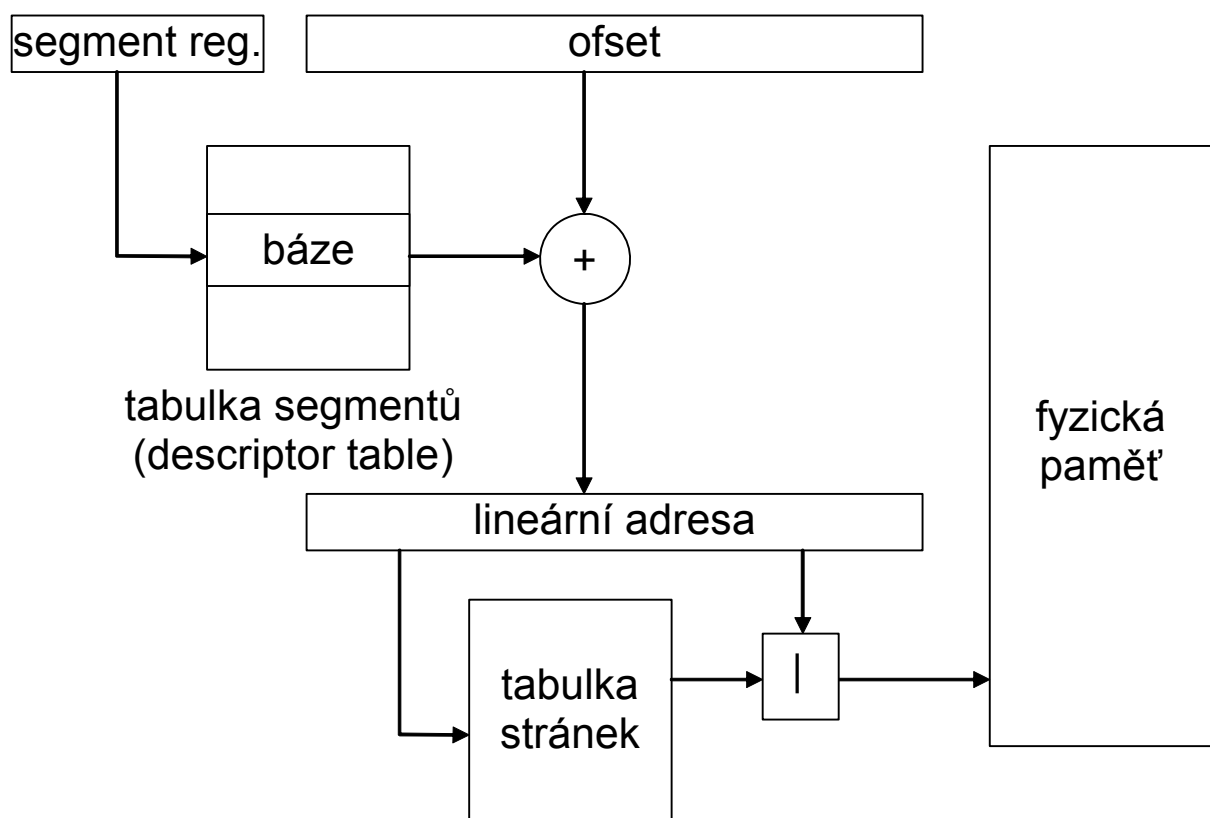 segment reg.
ofset
báze
+
tabulka segmentů
(descriptor table)
fyzická
paměť
lineární adresa
tabulka
stránek
|